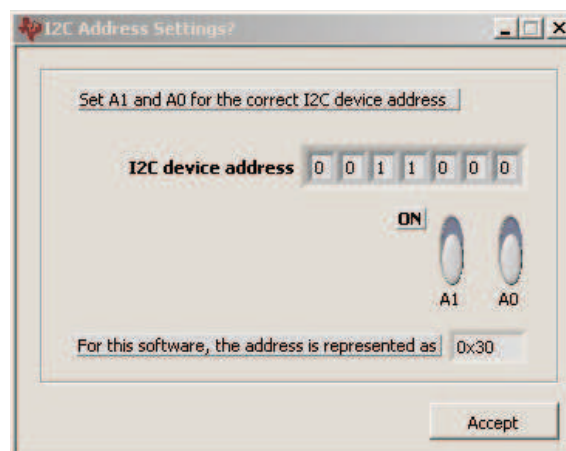 I2C Address Settings?
Set A1 and A0 for the correct I2C device address
I2C device address 0 0 1 1 0 0 0
ON
A1 A0
For this software, the address is represented as 0x30
Accept